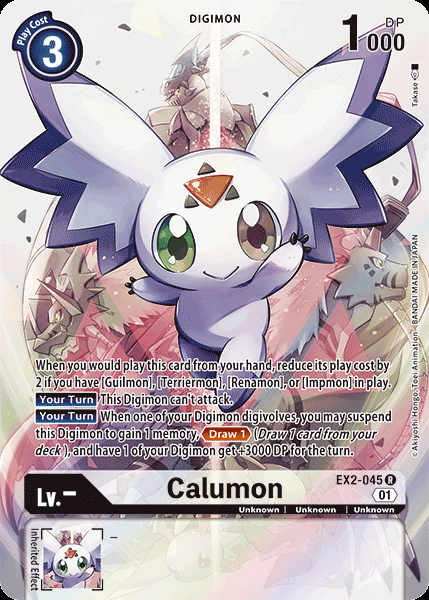 Play Cost
3
DIGIMON
DP
1000
Takase
When you would play this card from your hand, reduce its play cost by
2 if you have [Guilmon], [Terriermon], [Renamon], or [Impmon] in play.
Your Turn This Digimon can't attack.
Your Turn When one of your Digimon digivolves, you may suspend
this Digimon to gain 1 memory, Draw 1 (Draw 1 card from your
deck), and have 1 of your Digimon get +3000 DP for the turn.
©Akiyoshi Hongo, Toei Animation BANDAI MADE IN JAPAN
Lv.-
Calumon
EX2-045 R
01
Unknown | Unknown | Unknown
Inherited Effect
-